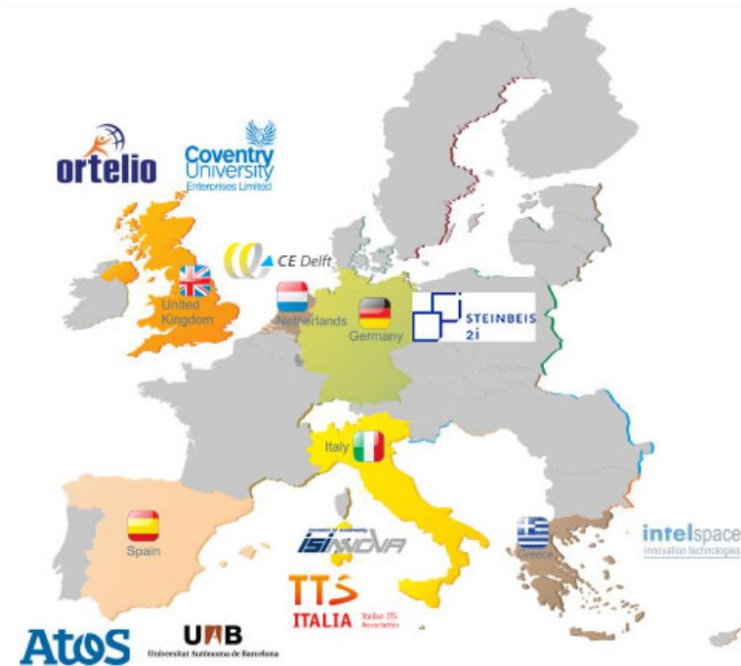 ortelio
Coventry
University
Enterprises Limited
CE Delft
United
Kingdom
Netherlands
Germany
STEINBEIS
2i
Italy
Spain
isinnova
TTS
ITALIA
Italian ITS
Association
Greece
intelspace
innovation technologies
Atos
UAB
Universitat Autònoma de Barcelona